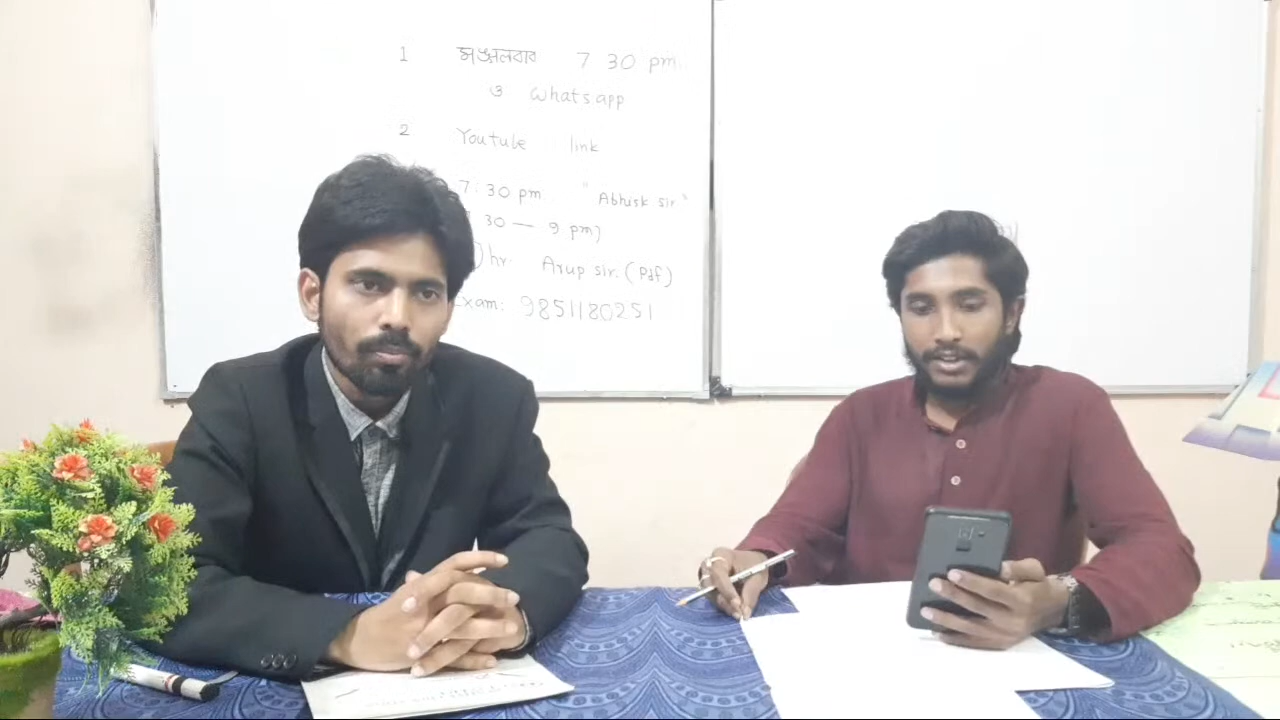 1 মঙ্গলবার 7 30 pm.
ও Whatsapp
2 Youtube link
7:30 pm "Abhisk sir"
30 — 9 pm)
) hr. Arup sir. (Pdf)
Exam: 9851180251